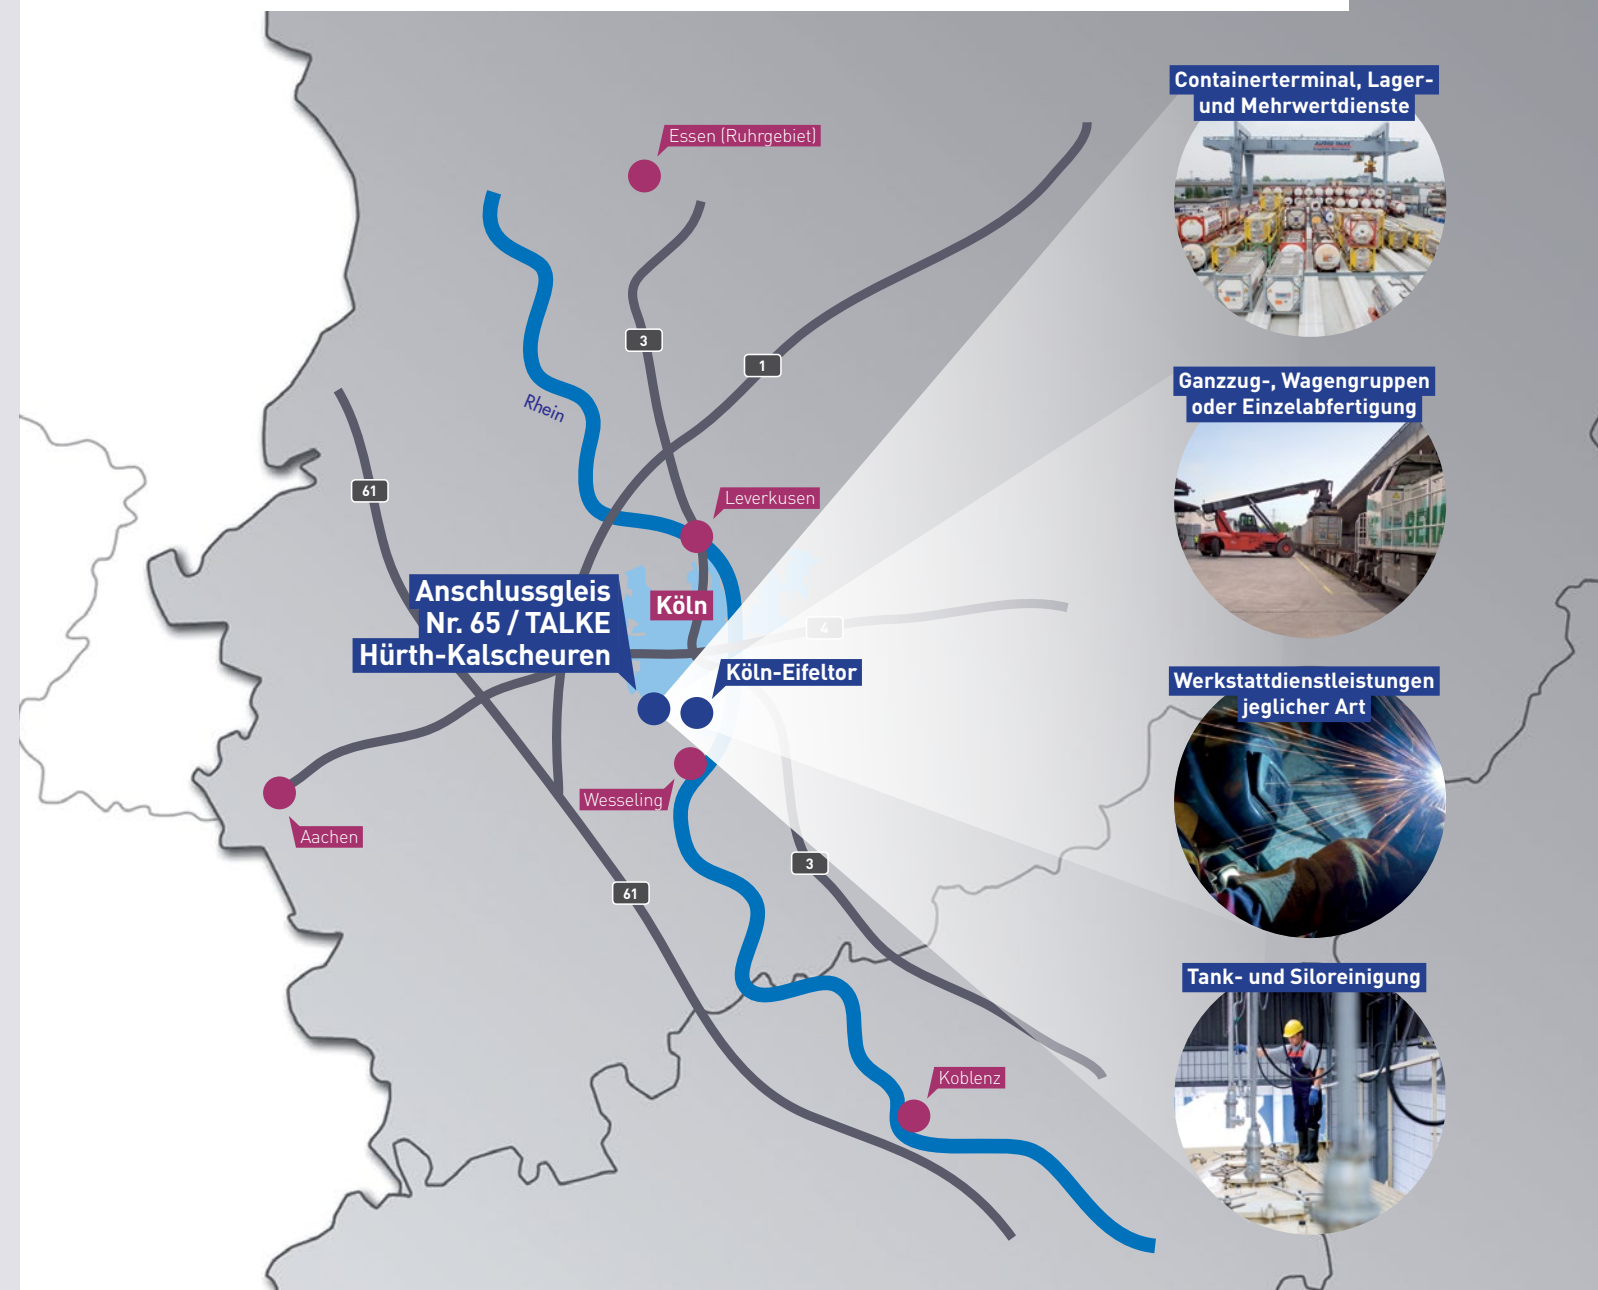 Containerterminal, Lager-
und Mehrwertdienste
Essen (Ruhrgebiet)
3
1
Ganzzug-, Wagengruppen
oder Einzelabfertigung
Rhein
61
Leverkusen
Anschlussgleis
Nr. 65 / TALKE
Hürth-Kalscheuren
Köln
4
Köln-Eifeltor
Werkstattdienstleistungen
jeglicher Art
Wesseling
Aachen
3
61
Tank- und Siloreinigung
Koblenz